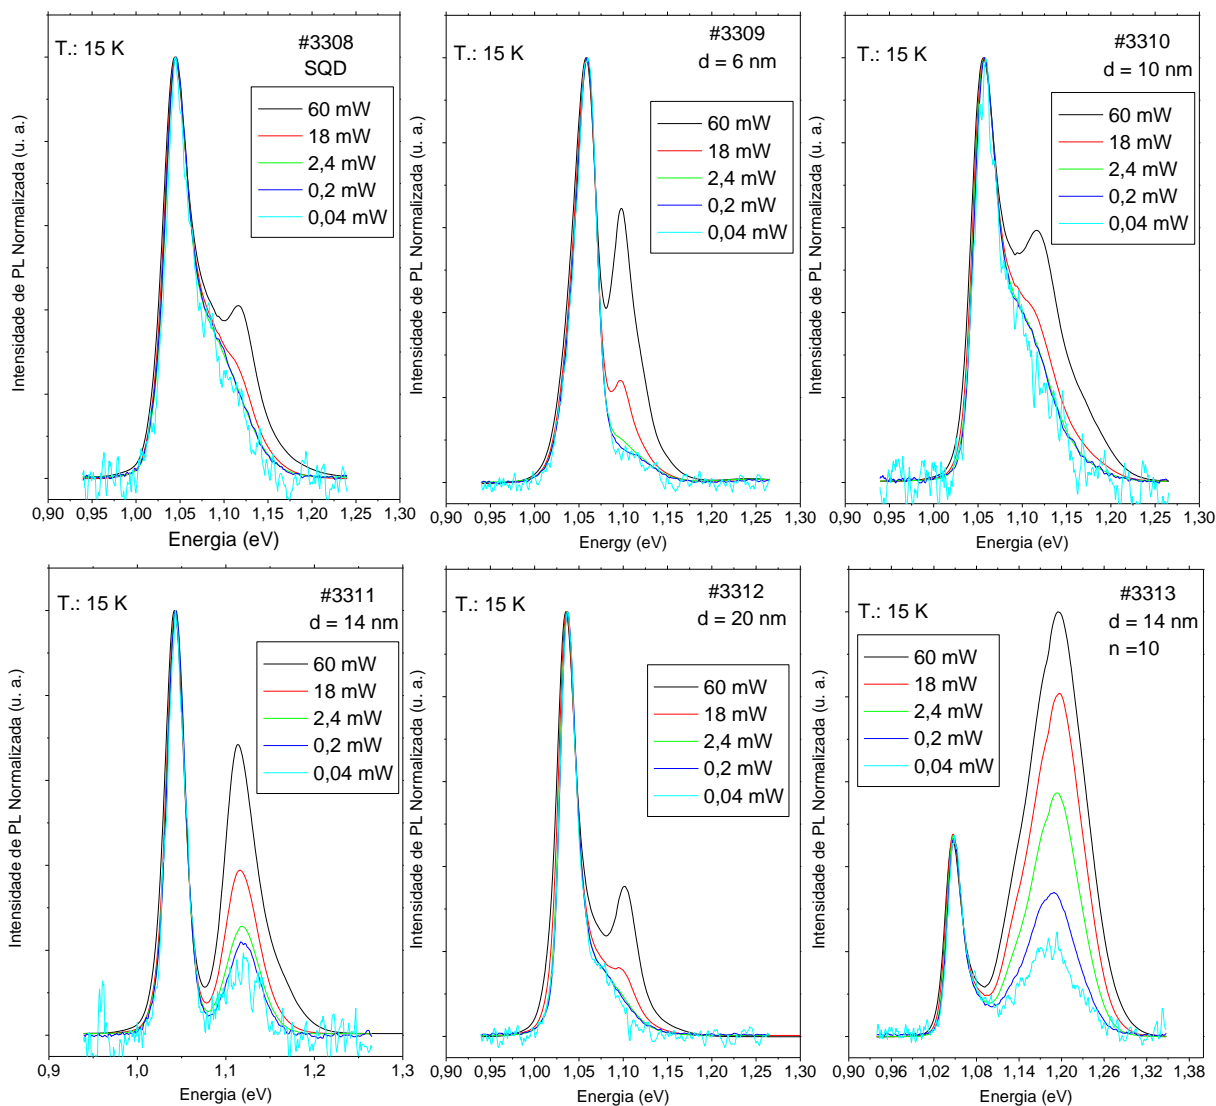 T.: 15 K
#3308
SQD
60 mW
18 mW
2,4 mW
0,2 mW
0,04 mW
Intensidade de PL Normalizada (u. a.)
0,90 0,95 1,00 1,05 1,10 1,15 1,20 1,25 1,30
Energia (eV)
T.: 15 K
#3309
d = 6 nm
60 mW
18 mW
2,4 mW
0,2 mW
0,04 mW
Intensidade de PL Normalizada (u. a.)
0,90 0,95 1,00 1,05 1,10 1,15 1,20 1,25 1,30
Energy (eV)
T.: 15 K
#3310
d = 10 nm
60 mW
18 mW
2,4 mW
0,2 mW
0,04 mW
Intensidade de PL Normalizada (u. a.)
0,90 0,95 1,00 1,05 1,10 1,15 1,20 1,25 1,30
Energia (eV)
T.: 15 K
#3311
d = 14 nm
60 mW
18 mW
2,4 mW
0,2 mW
0,04 mW
Intensidade de PL Normalizada (u. a.)
0,90 1,0 1,1 1,2 1,3
Energia (eV)
T.: 15 K
#3312
d = 20 nm
60 mW
18 mW
2,4 mW
0,2 mW
0,04 mW
Intensidade de PL Normalizada (u. a.)
0,90 0,95 1,00 1,05 1,10 1,15 1,20 1,25 1,30
Energia (eV)
T.: 15 K
#3313
d = 14 nm
n =10
60 mW
18 mW
2,4 mW
0,2 mW
0,04 mW
Intensidade de PL Normalizada (u. a.)
0,90 0,96 1,02 1,08 1,14 1,20 1,26 1,32 1,38
Energia (eV)